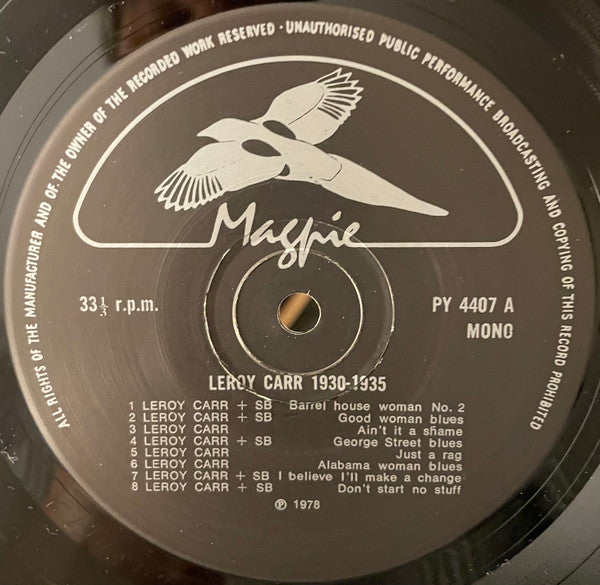 ALL RIGHTS OF THE MANUFACTURER AND OF THE OWNER OF THE RECORDED WORK RESERVED · UNAUTHORISED PUBLIC PERFORMANCE BROADCASTING AND COPYING OF THIS RECORD PROHIBITED
Magpie
33⅓ r.p.m.
PY 4407 A
MONO
LEROY CARR 1930-1935
1 LEROY CARR + SB Barrel house woman No. 2
2 LEROY CARR + SB Good woman blues
3 LEROY CARR Ain't it a shame
4 LEROY CARR + SB George Street blues
5 LEROY CARR Just a rag
6 LEROY CARR Alabama woman blues
7 LEROY CARR + SB I believe I'll make a change
8 LEROY CARR + SB Don't start no stuff
℗ 1978